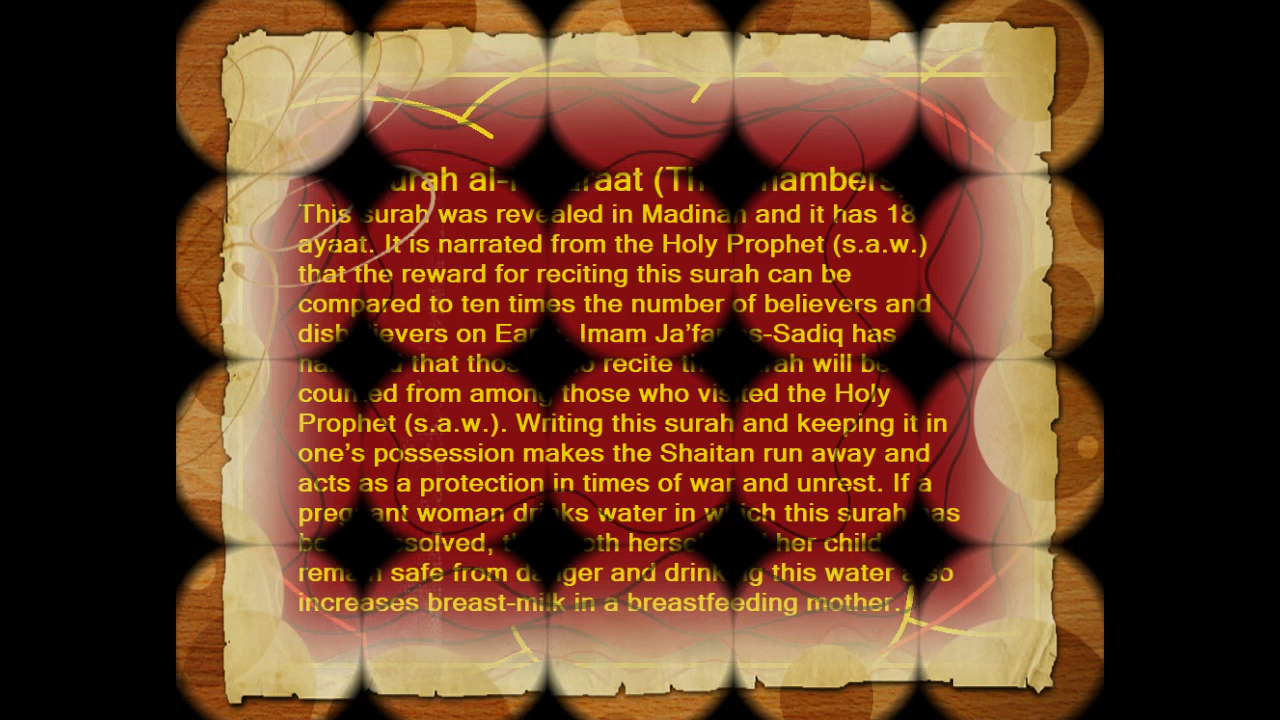 Surah al-Hujuraat (The Chambers)
This surah was revealed in Madinah and it has 18
ayaat. It is narrated from the Holy Prophet (s.a.w.)
that the reward for reciting this surah can be
compared to ten times the number of believers and
disbelievers on Earth. Imam Ja’far as-Sadiq has
narrated that those who recite this surah will be
counted from among those who visited the Holy
Prophet (s.a.w.). Writing this surah and keeping it in
one’s possession makes the Shaitan run away and
acts as a protection in times of war and unrest. If a
pregnant woman drinks water in which this surah has
been dissolved, then both herself and her child
remain safe from danger and drinking this water also
increases breast-milk in a breastfeeding mother.